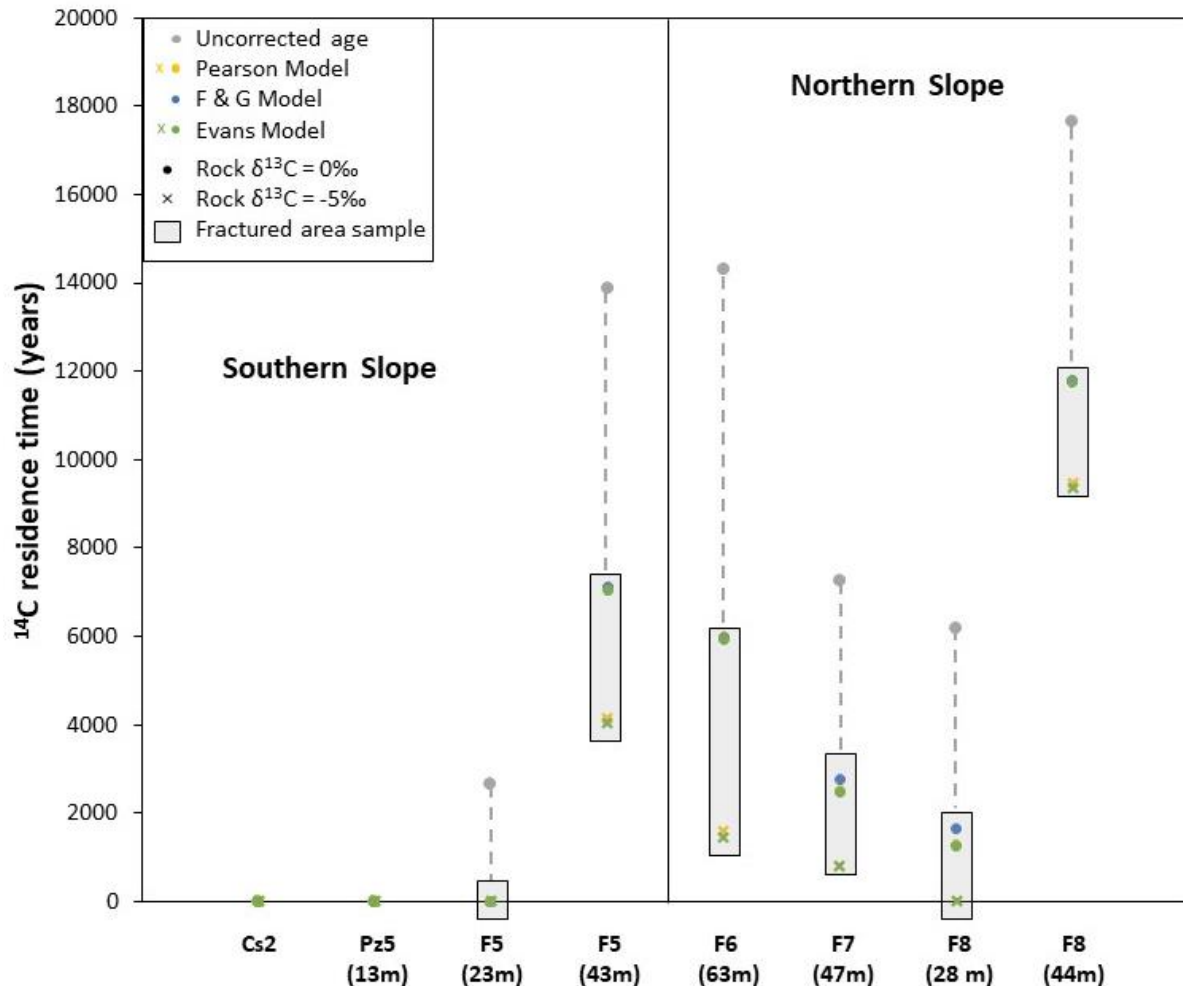 20000
18000
16000
14000
12000
10000
8000
6000
4000
2000
0
¹⁴C residence time (years)
Uncorrected age
Pearson Model
F & G Model
Evans Model
Rock δ¹³C = 0‰
Rock δ¹³C = -5‰
Fractured area sample
Southern Slope
Northern Slope
Cs2
Pz5
(13m)
F5
(23m)
F5
(43m)
F6
(63m)
F7
(47m)
F8
(28 m)
F8
(44m)